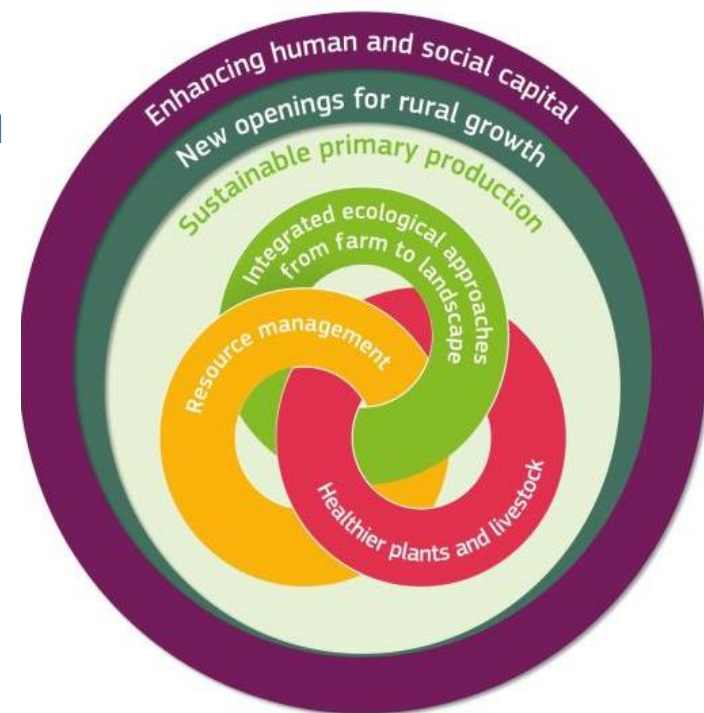 Enhancing human and social capital
New openings for rural growth
Sustainable primary production
Integrated ecological approaches
from farm to landscape
Resource management
Healthier plants and livestock